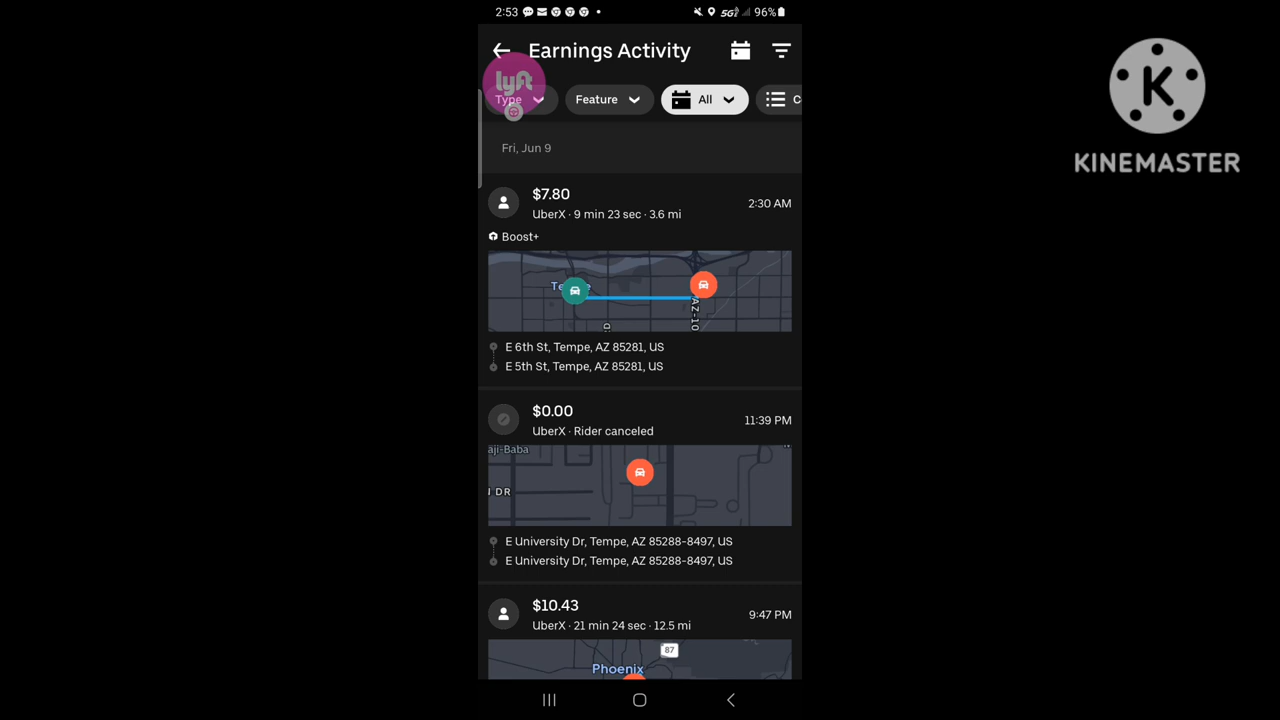 2:53
5G
96%
Earnings Activity
lyft
Type
Feature
All
C
Fri, Jun 9
$7.80
UberX · 9 min 23 sec · 3.6 mi
2:30 AM
Boost+
AZ-10
D
E 6th St, Tempe, AZ 85281, US
E 5th St, Tempe, AZ 85281, US
$0.00
UberX · Rider canceled
11:39 PM
aji-Baba
DR
E University Dr, Tempe, AZ 85288-8497, US
E University Dr, Tempe, AZ 85288-8497, US
$10.43
UberX · 21 min 24 sec · 12.5 mi
9:47 PM
87
Phoenix
K
KINEMASTER